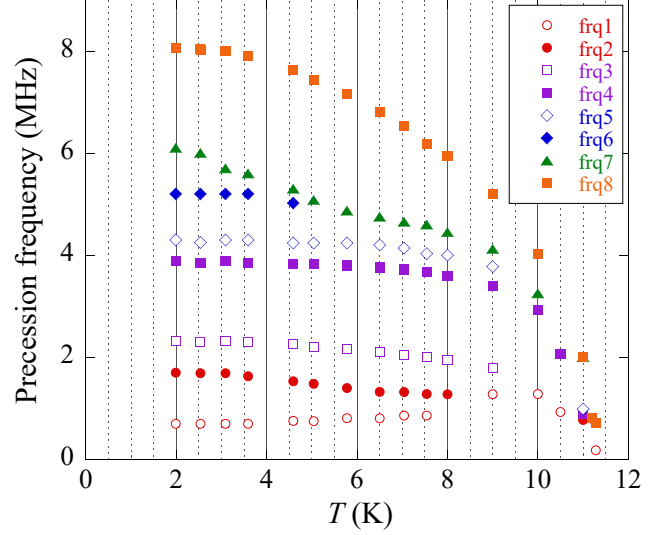 Precession frequency (MHz)
8
6
4
2
0
frq1
frq2
frq3
frq4
frq5
frq6
frq7
frq8
0 2 4 6 8 10 12
T (K)